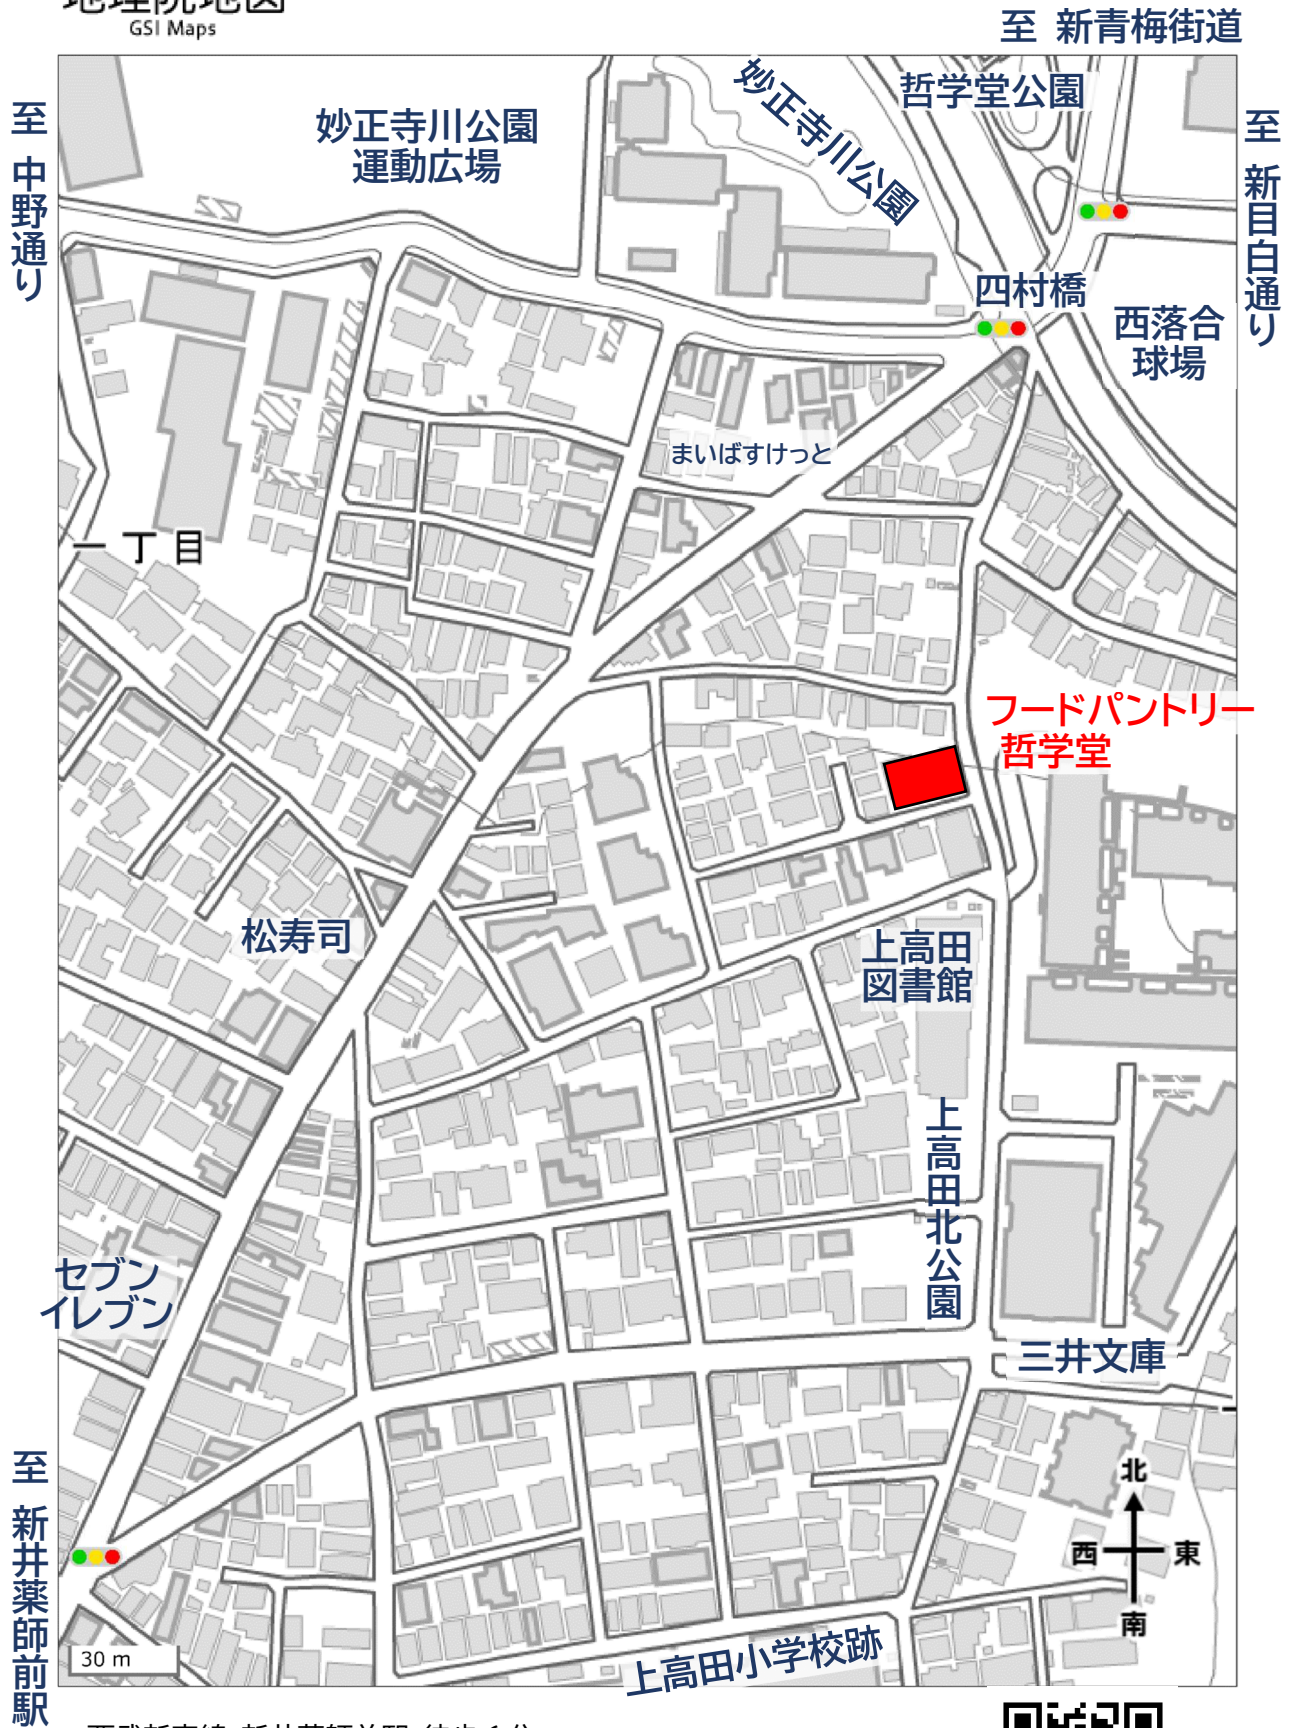 GSI Maps
至 新青梅街道
哲学堂公園
妙正寺川公園
妙正寺川公園
運動広場
至 中野通り
至 新目白通り
四村橋
西落合
球場
まいばすけっと
一丁目
フードパントリー
哲学堂
松寿司
上高田
図書館
上高田北公園
セブン
イレブン
三井文庫
至 新井薬師前駅
北
西
東
南
30 m
上高田小学校跡